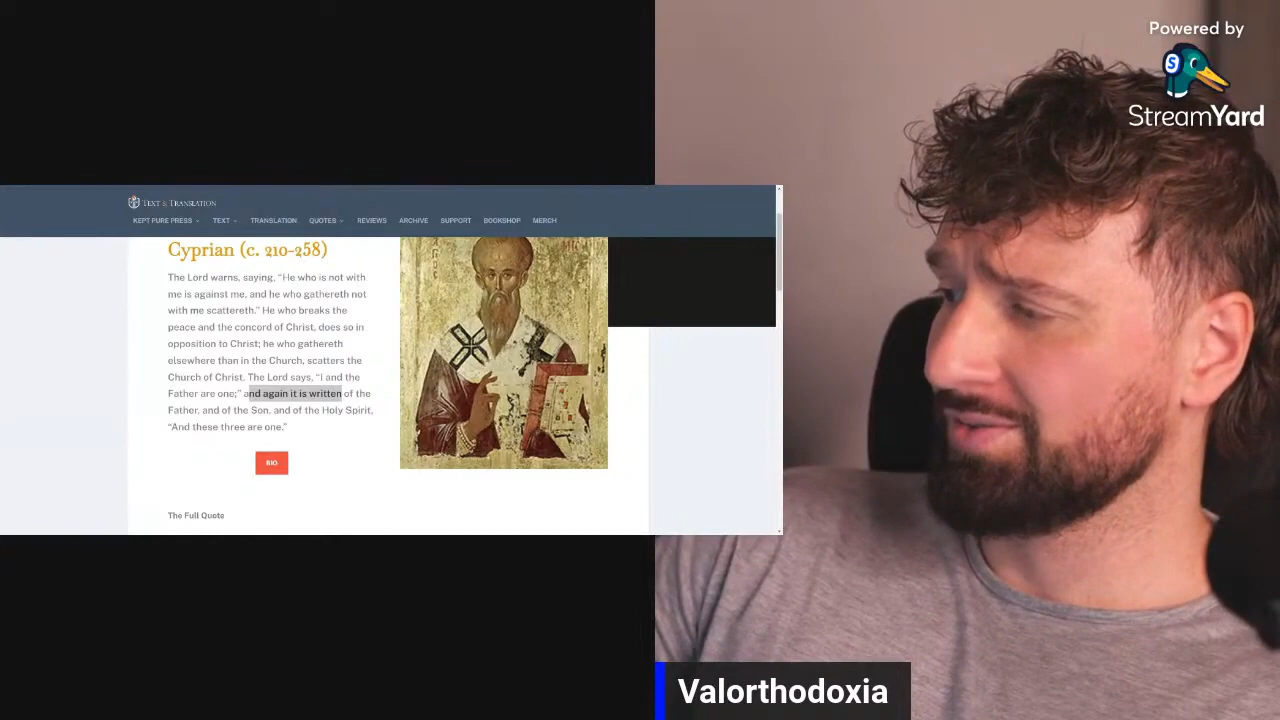 Powered by
StreamYard
TEXT & TRANSLATION
KEPT PURE PRESS TEXT TRANSLATION QUOTES REVIEWS ARCHIVE SUPPORT BOOKSHOP MERCH
Cyprian (c. 210-258)
The Lord warns, saying, “He who is not with
me is against me, and he who gathereth not
with me scattereth.” He who breaks the
peace and the concord of Christ, does so in
opposition to Christ; he who gathereth
elsewhere than in the Church, scatters the
Church of Christ. The Lord says, “I and the
Father are one;” and again it is written of the
Father, and of the Son, and of the Holy Spirit,
“And these three are one.”
BIO
The Full Quote
Valorthodoxia